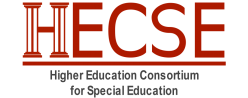 HECSE
Higher Education Consortium
for Special Education